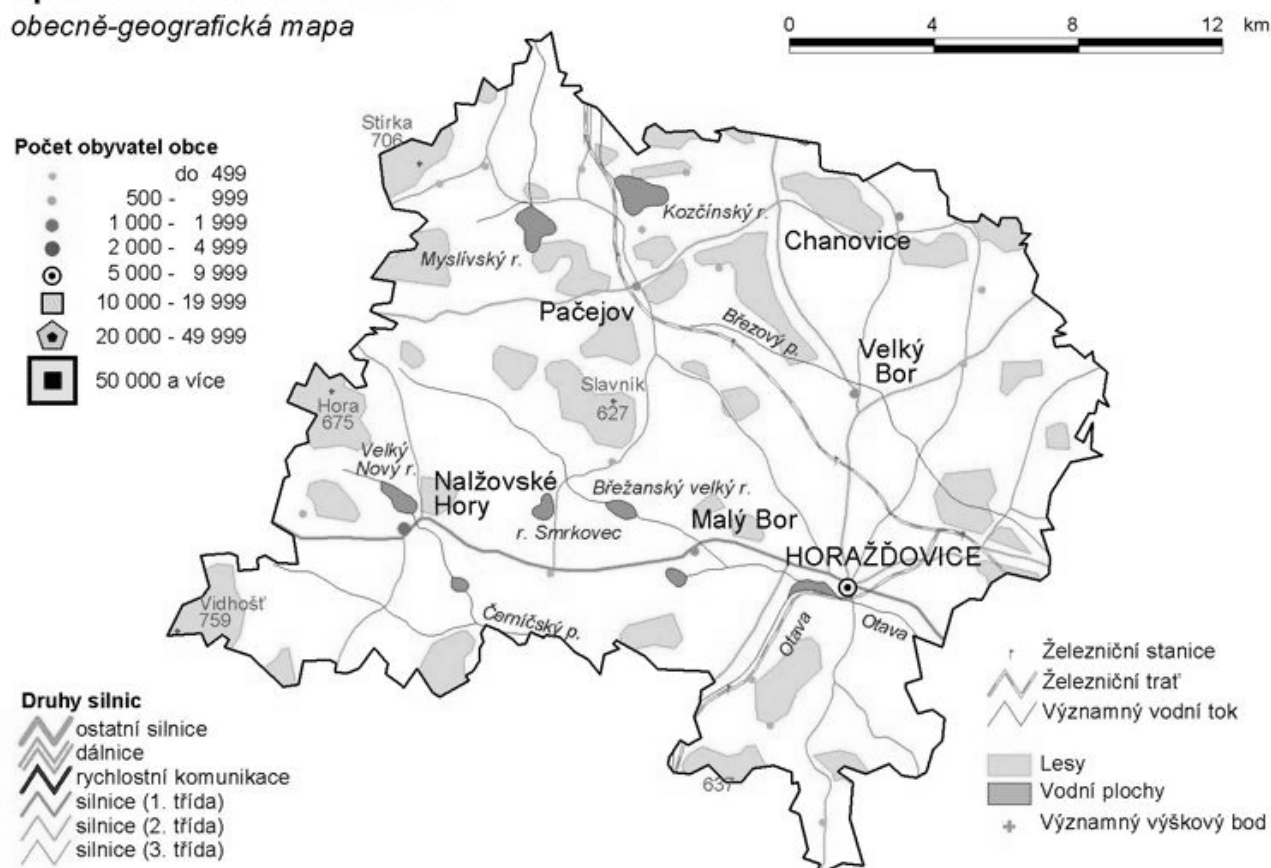 obecně-geografická mapa
0 4 8 12 km
Počet obyvatel obce
do 499
500 - 999
1 000 - 1 999
2 000 - 4 999
5 000 - 9 999
10 000 - 19 999
20 000 - 49 999
50 000 a více
Stírka
706
Kozčínský r.
Chanovice
Myslívský r.
Pačejov
Březový p.
Velký
Bor
Slavník
627
Hora
675
Velký
Nový r.
Nalžovské
Hory
Břežanský velký r.
r. Smrkovec
Malý Bor
HORAŽĎOVICE
Vidhošť
759
Černíčský p.
Otava
Otava
637
Druhy silnic
ostatní silnice
dálnice
rychlostní komunikace
silnice (1. třída)
silnice (2. třída)
silnice (3. třída)
Železniční stanice
Železniční trať
Významný vodní tok
Lesy
Vodní plochy
Významný výškový bod